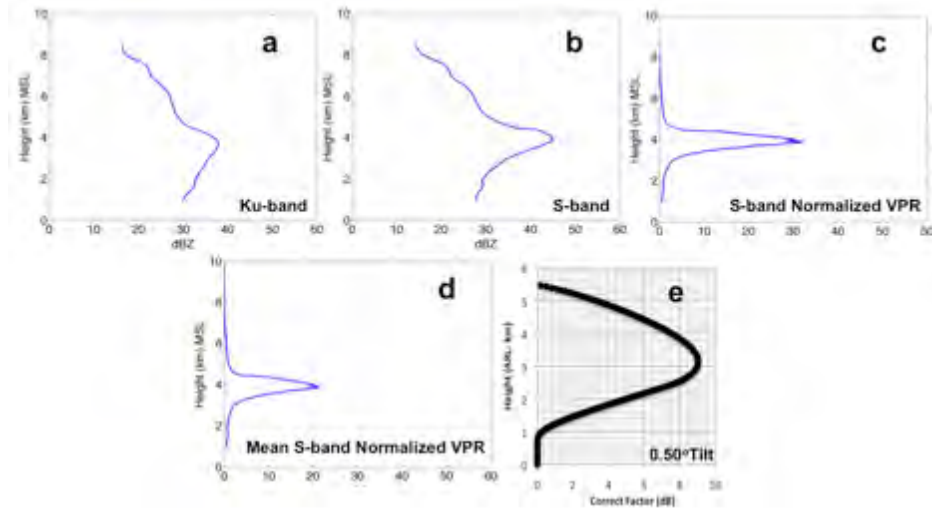 10
8
6
4
2
0
Height (km) MSL
a
Ku-band
0 10 20 30 40 50 60
dBZ
10
8
6
4
2
0
Height (km) MSL
b
S-band
0 10 20 30 40 50 60
dBZ
10
8
6
4
2
0
Height (km) MSL
c
S-band Normalized VPR
0 10 20 30 40 50 60
10
8
6
4
2
0
Height (km) MSL
d
Mean S-band Normalized VPR
0 10 20 30 40 50 60
5
4
3
2
1
0
Height km)
e
0.50°Tilt
0 2 4 6 8
Correct Factor (dB)